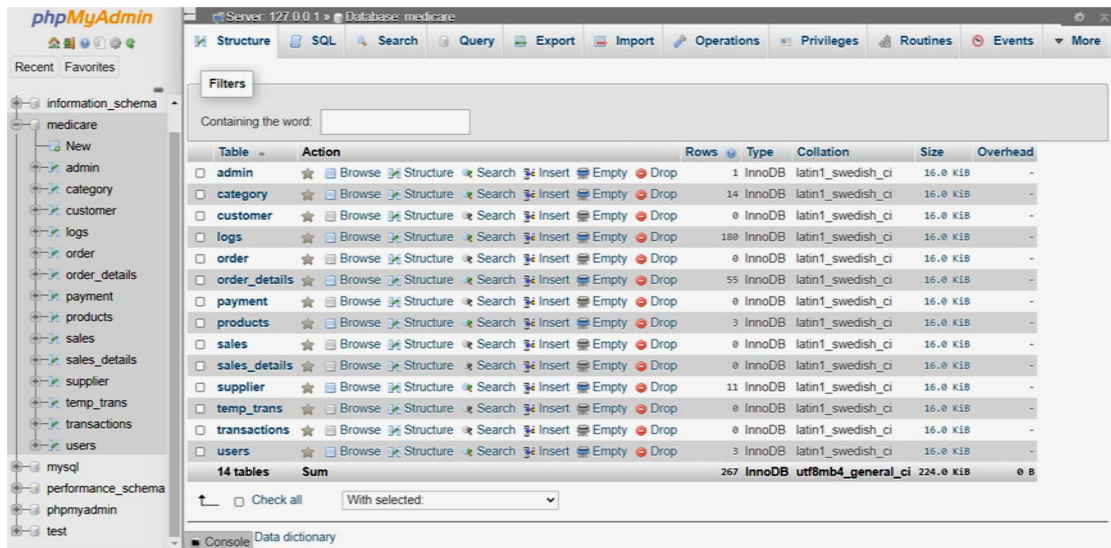 phpMyAdmin
Recent Favorites
information_schema
medicare
New
admin
category
customer
logs
order
order_details
payment
products
sales
sales_details
supplier
temp_trans
transactions
users
mysql
performance_schema
phpmyadmin
test
Server: 127.0.0.1 » Database: medicare
Structure SQL Search Query Export Import Operations Privileges Routines Events More
Filters
Containing the word:
Table Action Rows Type Collation Size Overhead
admin Browse Structure Search Insert Empty Drop 1 InnoDB latin1_swedish_ci 16.0 KiB -
category Browse Structure Search Insert Empty Drop 14 InnoDB latin1_swedish_ci 16.0 KiB -
customer Browse Structure Search Insert Empty Drop 0 InnoDB latin1_swedish_ci 16.0 KiB -
logs Browse Structure Search Insert Empty Drop 180 InnoDB latin1_swedish_ci 16.0 KiB -
order Browse Structure Search Insert Empty Drop 0 InnoDB latin1_swedish_ci 16.0 KiB -
order_details Browse Structure Search Insert Empty Drop 55 InnoDB latin1_swedish_ci 16.0 KiB -
payment Browse Structure Search Insert Empty Drop 0 InnoDB latin1_swedish_ci 16.0 KiB -
products Browse Structure Search Insert Empty Drop 3 InnoDB latin1_swedish_ci 16.0 KiB -
sales Browse Structure Search Insert Empty Drop 0 InnoDB latin1_swedish_ci 16.0 KiB -
sales_details Browse Structure Search Insert Empty Drop 0 InnoDB latin1_swedish_ci 16.0 KiB -
supplier Browse Structure Search Insert Empty Drop 11 InnoDB latin1_swedish_ci 16.0 KiB -
temp_trans Browse Structure Search Insert Empty Drop 0 InnoDB latin1_swedish_ci 16.0 KiB -
transactions Browse Structure Search Insert Empty Drop 0 InnoDB latin1_swedish_ci 16.0 KiB -
users Browse Structure Search Insert Empty Drop 3 InnoDB latin1_swedish_ci 16.0 KiB -
14 tables Sum 267 InnoDB utf8mb4_general_ci 224.0 KiB 0 B
Check all With selected:
Console Data dictionary